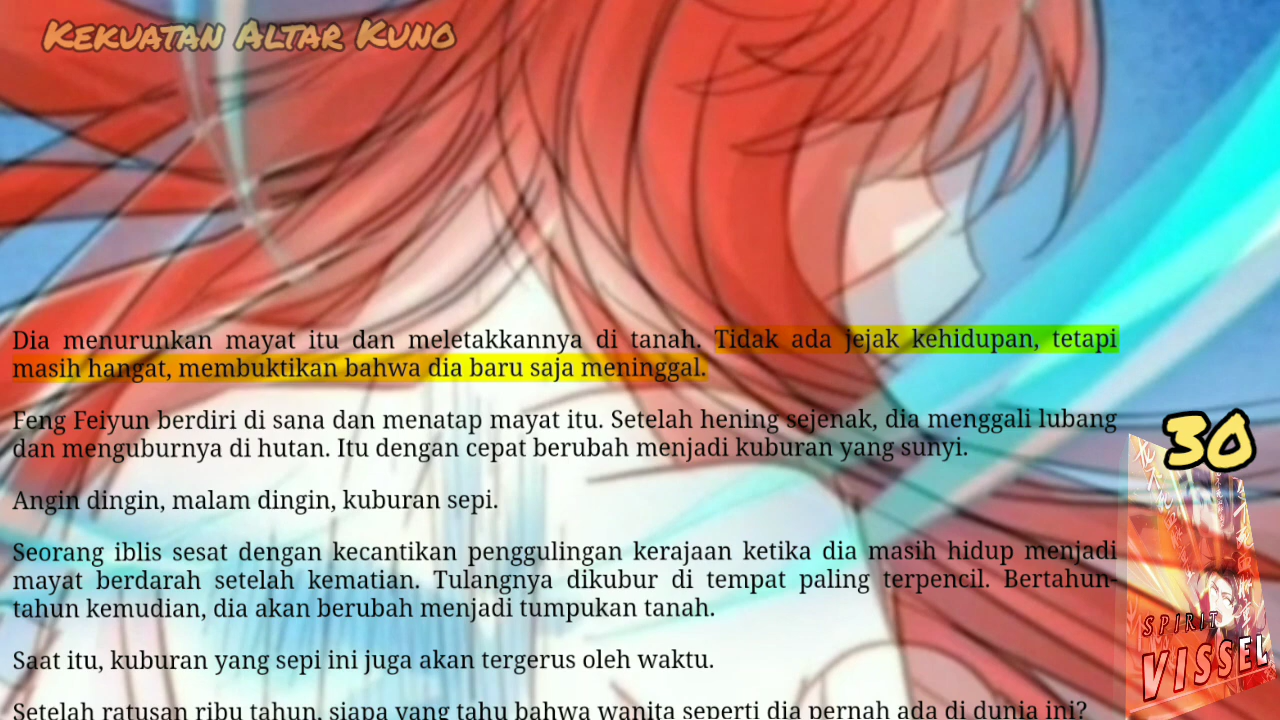 Kekuatan Altar Kuno
Dia menurunkan mayat itu dan meletakkannya di tanah. Tidak ada jejak kehidupan, tetapi
masih hangat, membuktikan bahwa dia baru saja meninggal.
Feng Feiyun berdiri di sana dan menatap mayat itu. Setelah hening sejenak, dia menggali lubang
dan menguburnya di hutan. Itu dengan cepat berubah menjadi kuburan yang sunyi.
Angin dingin, malam dingin, kuburan sepi.
Seorang iblis sesat dengan kecantikan penggulingan kerajaan ketika dia masih hidup menjadi
mayat berdarah setelah kematian. Tulangnya dikubur di tempat paling terpencil. Bertahun-
tahun kemudian, dia akan berubah menjadi tumpukan tanah.
Saat itu, kuburan yang sepi ini juga akan tergerus oleh waktu.
Setelah ratusan ribu tahun, siapa yang tahu bahwa wanita seperti dia pernah ada di dunia ini?
30
SPIRIT
VISSEL